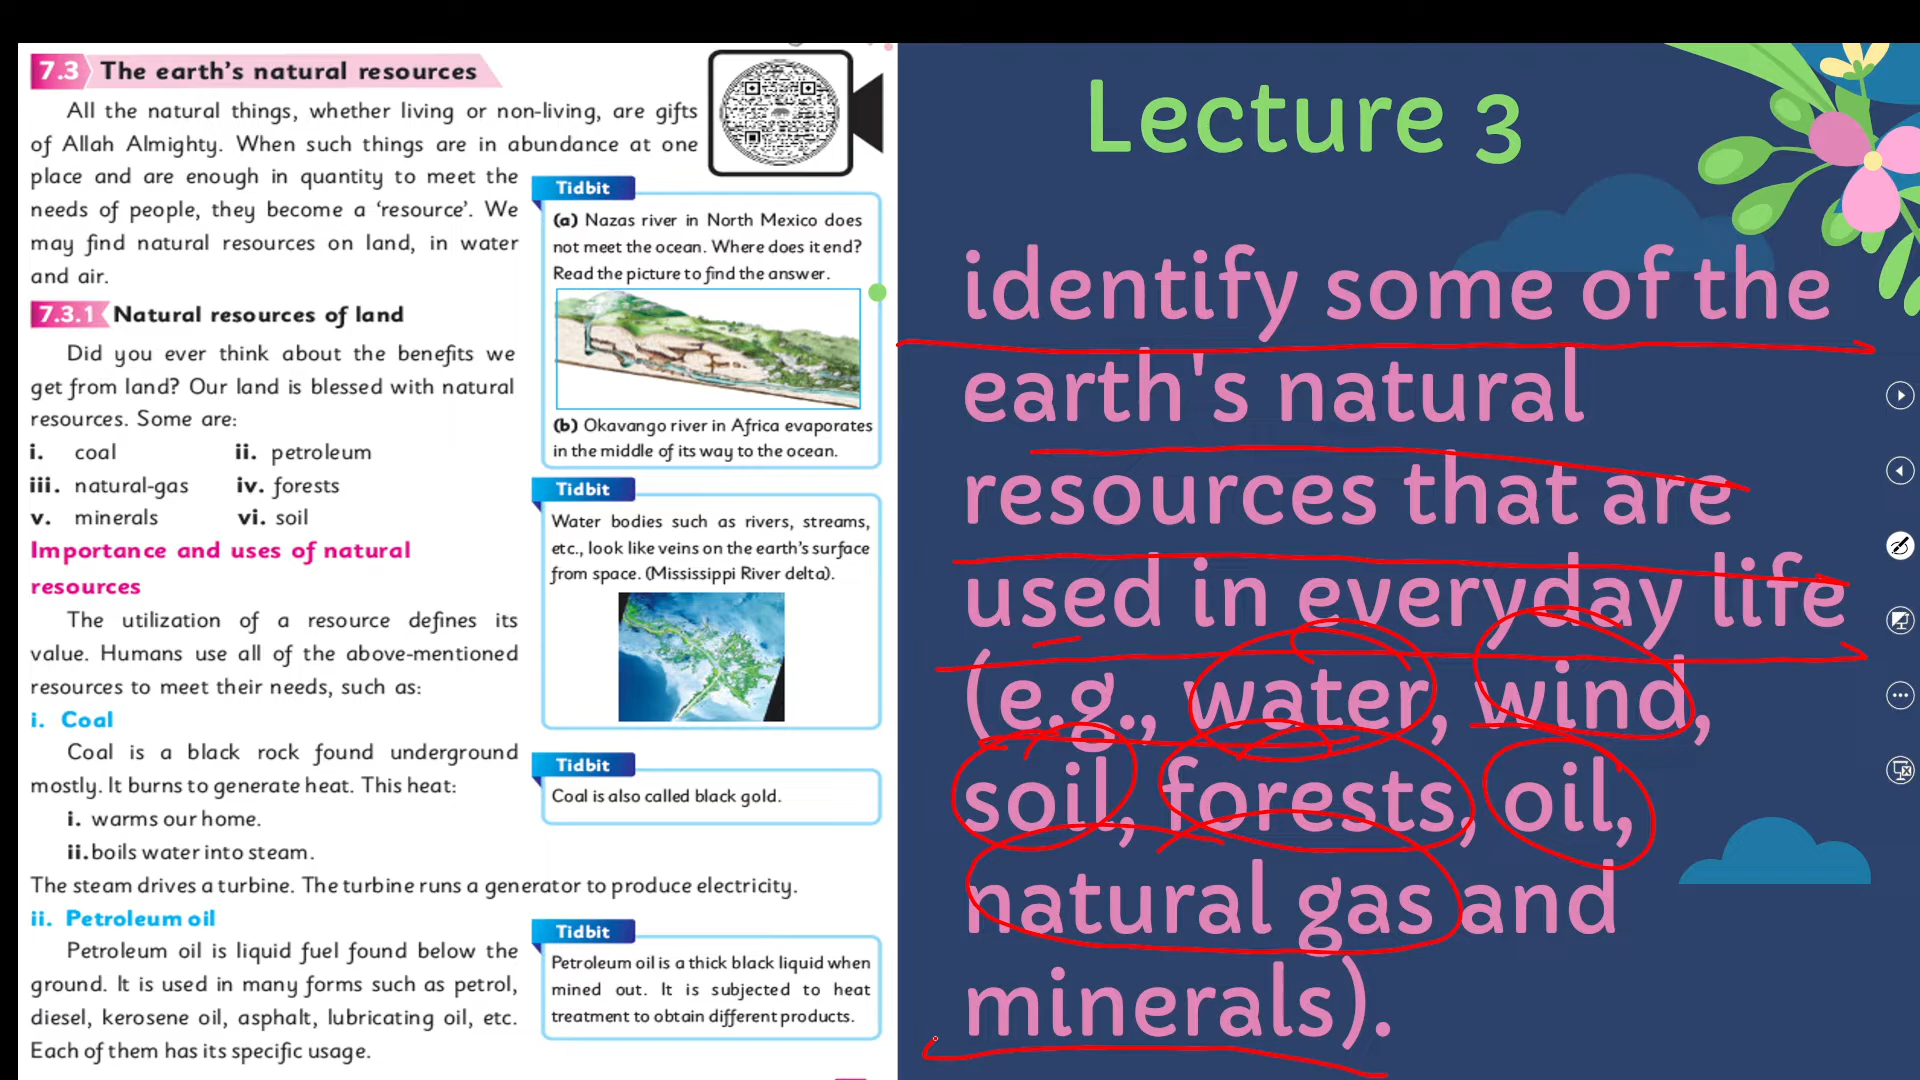 7.3 The earth's natural resources
All the natural things, whether living or non-living, are gifts
of Allah Almighty. When such things are in abundance at one
place and are enough in quantity to meet the
needs of people, they become a ‘resource’. We
may find natural resources on land, in water
and air.
7.3.1 Natural resources of land
Did you ever think about the benefits we
get from land? Our land is blessed with natural
resources. Some are:
i. coal ii. petroleum
iii. natural-gas iv. forests
v. minerals vi. soil
Importance and uses of natural
resources
The utilization of a resource defines its
value. Humans use all of the above-mentioned
resources to meet their needs, such as:
i. Coal
Coal is a black rock found underground
mostly. It burns to generate heat. This heat:
i. warms our home.
ii. boils water into steam.
The steam drives a turbine. The turbine runs a generator to produce electricity.
ii. Petroleum oil
Petroleum oil is liquid fuel found below the
ground. It is used in many forms such as petrol,
diesel, kerosene oil, asphalt, lubricating oil, etc.
Each of them has its specific usage.
Tidbit
(a) Nazas river in North Mexico does
not meet the ocean. Where does it end?
Read the picture to find the answer.
(b) Okavango river in Africa evaporates
in the middle of its way to the ocean.
Tidbit
Water bodies such as rivers, streams,
etc., look like veins on the earth's surface
from space. (Mississippi River delta).
Tidbit
Coal is also called black gold.
Tidbit
Petroleum oil is a thick black liquid when
mined out. It is subjected to heat
treatment to obtain different products.
Lecture 3
identify some of the
earth's natural
resources that are
used in everyday life
(e.g., water, wind,
soil, forests, oil,
natural gas and
minerals).